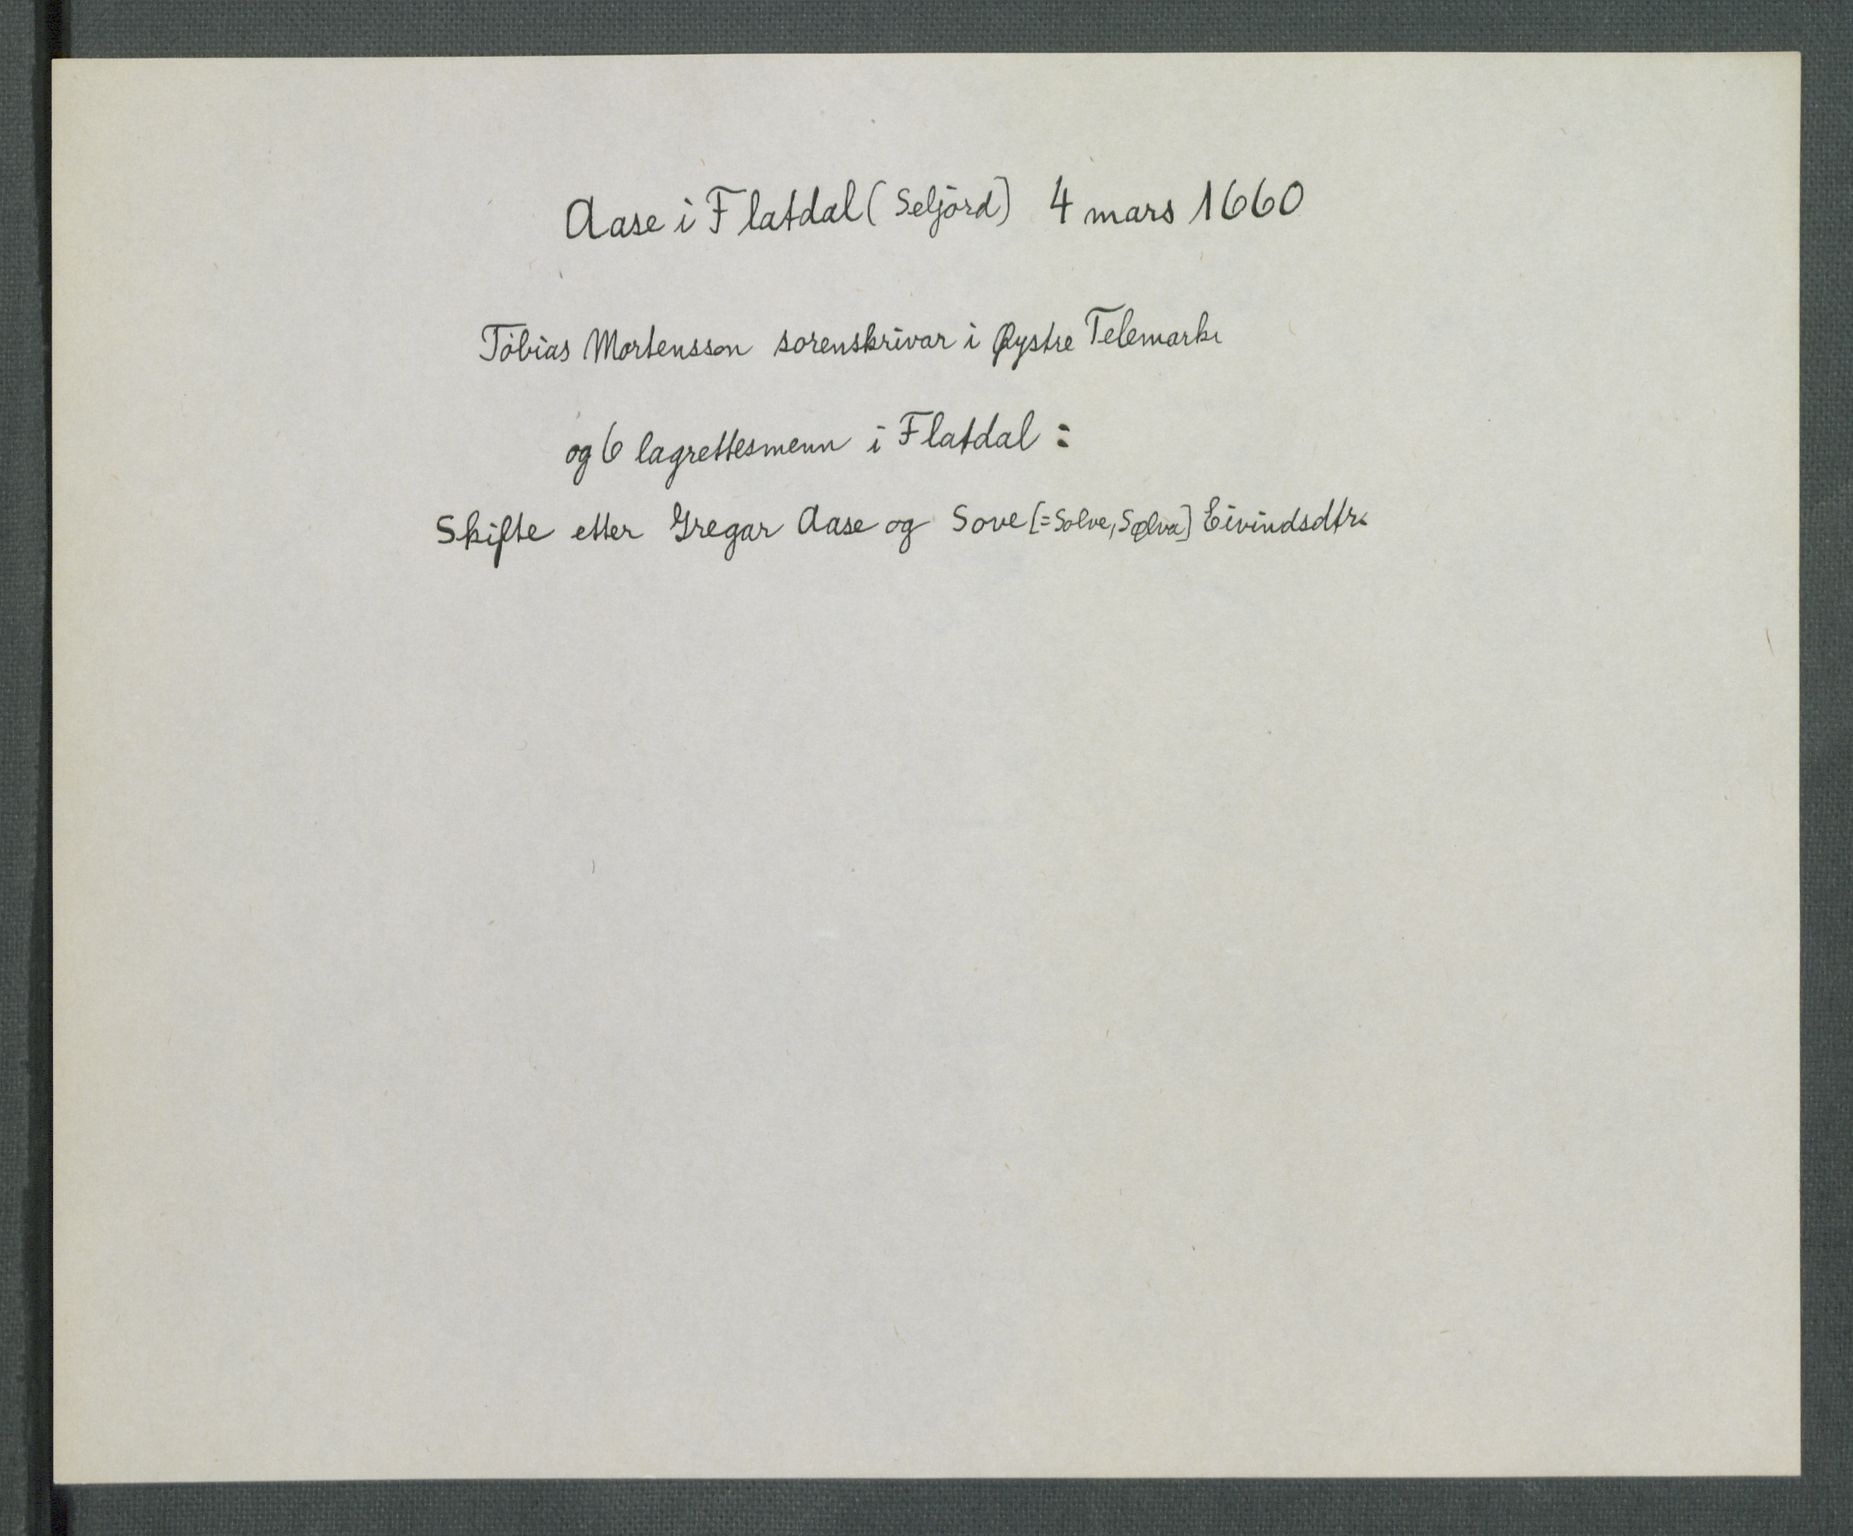 Aase i Flatdal (Seljord) 4 mars 1660
Tobias Mortensson sorenskrivar i Øystre Telemark
og 6 lagrettesmenn i Flatdal:
Skifte etter Gregar Aase og Sove [=Solve, Sølva] Eivindsdtr.